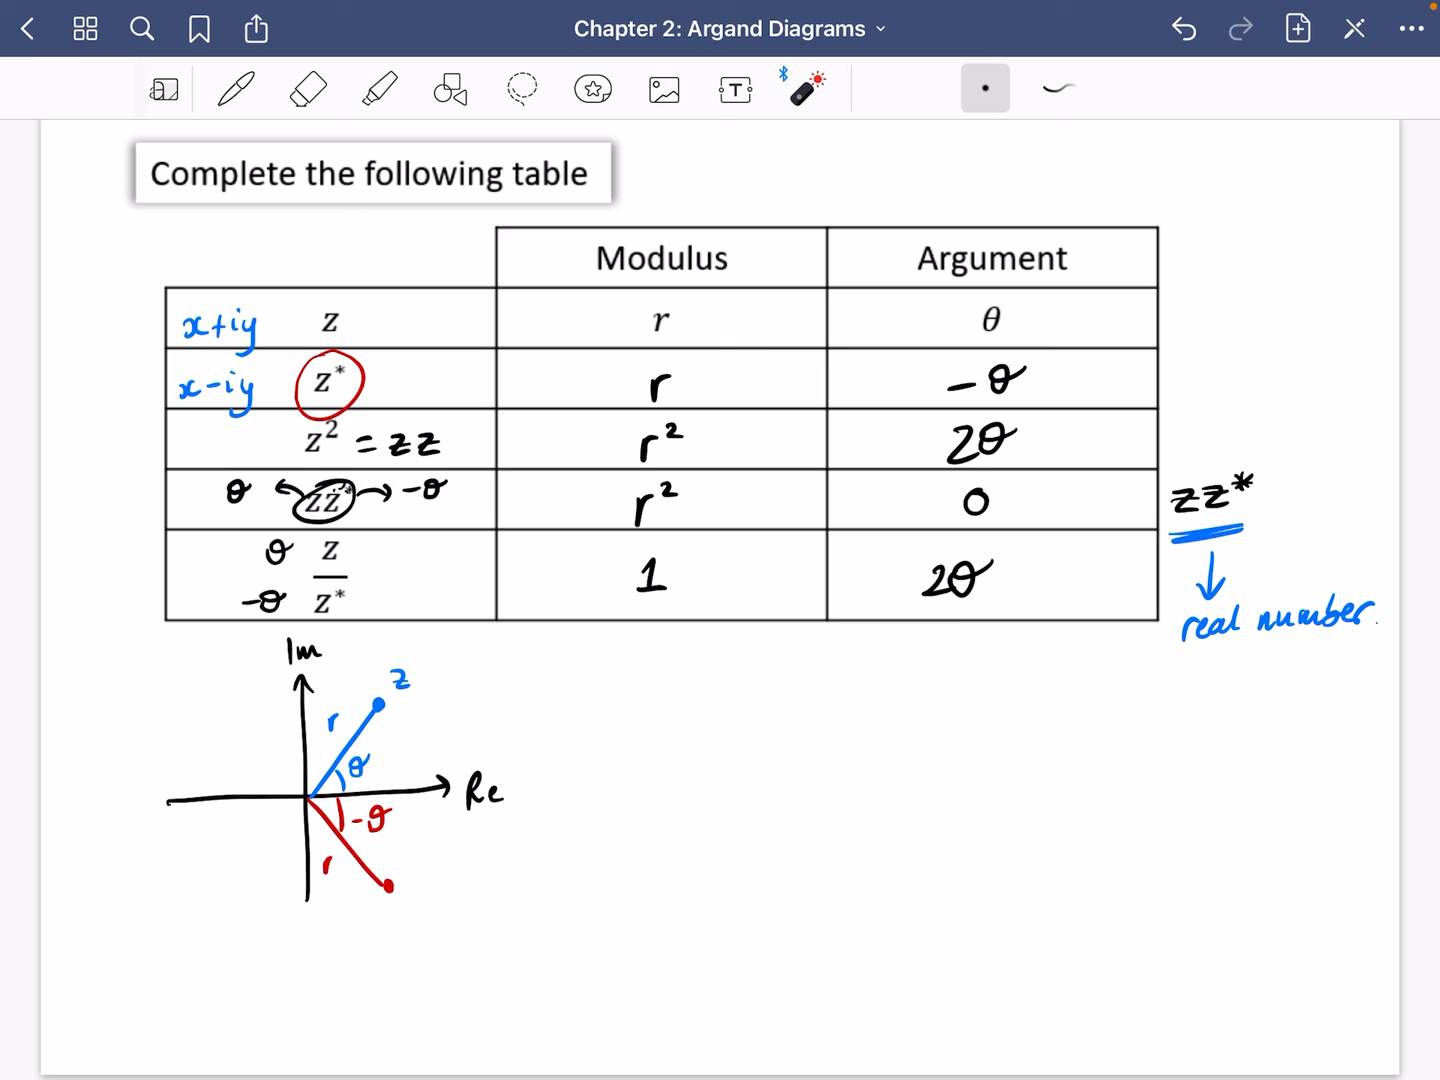 Chapter 2: Argand Diagrams
T
Complete the following table
Modulus Argument
x+iy z r θ
x-iy z* r -θ
z² = zz r² 2θ
θ zz* -θ r² 0 zz*
θ z
-θ z* 1 2θ
real number.
Im
z
r
θ
Re
-θ
r